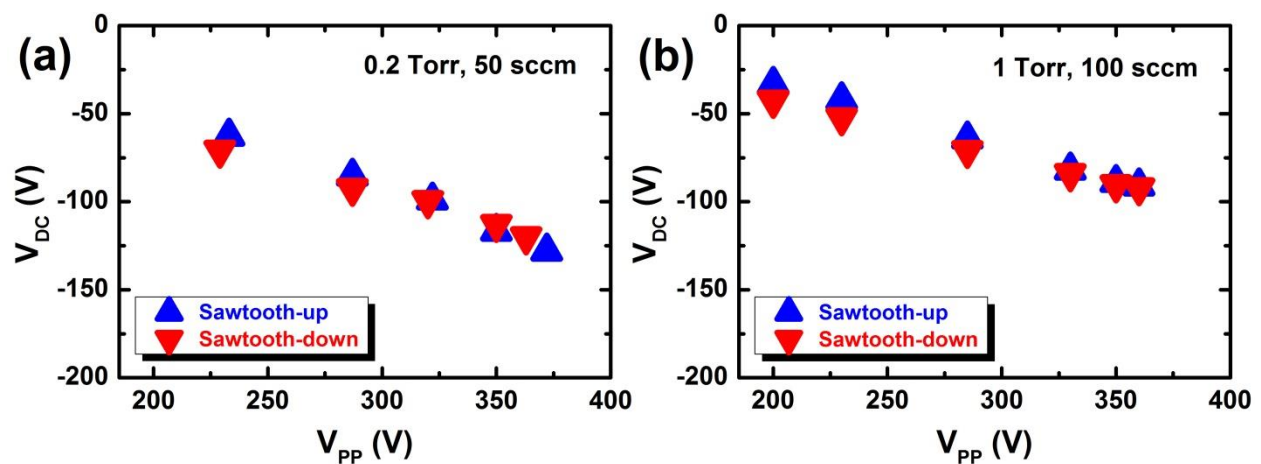 (a)
0.2 Torr, 50 sccm
0
-50
-100
-150
-200
V_DC (V)
Sawtooth-up
Sawtooth-down
200 250 300 350 400
V_PP (V)
(b)
1 Torr, 100 sccm
0
-50
-100
-150
-200
V_DC (V)
Sawtooth-up
Sawtooth-down
200 250 300 350 400
V_PP (V)